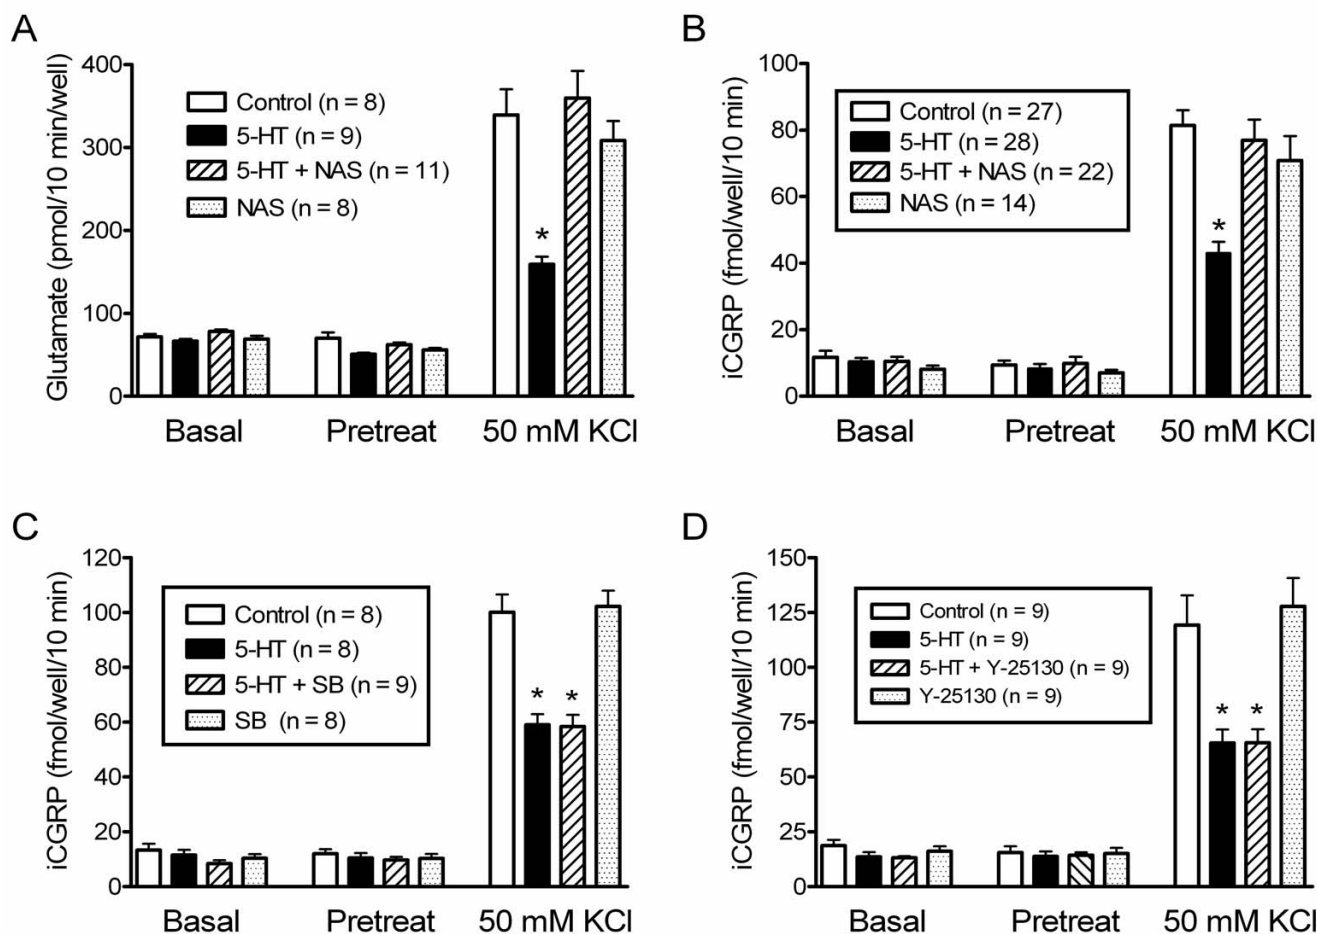 A
Glutamate (pmol/10 min/well)
400
300
200
100
0
Control (n = 8)
5-HT (n = 9)
5-HT + NAS (n = 11)
NAS (n = 8)
*
Basal
Pretreat
50 mM KCl
B
iCGRP (fmol/well/10 min)
100
80
60
40
20
0
Control (n = 27)
5-HT (n = 28)
5-HT + NAS (n = 22)
NAS (n = 14)
*
Basal
Pretreat
50 mM KCl
C
iCGRP (fmol/well/10 min)
120
100
80
60
40
20
0
Control (n = 8)
5-HT (n = 8)
5-HT + SB (n = 9)
SB (n = 8)
* *
Basal
Pretreat
50 mM KCl
D
iCGRP (fmol/well/10 min)
150
125
100
75
50
25
0
Control (n = 9)
5-HT (n = 9)
5-HT + Y-25130 (n = 9)
Y-25130 (n = 9)
* *
Basal
Pretreat
50 mM KCl